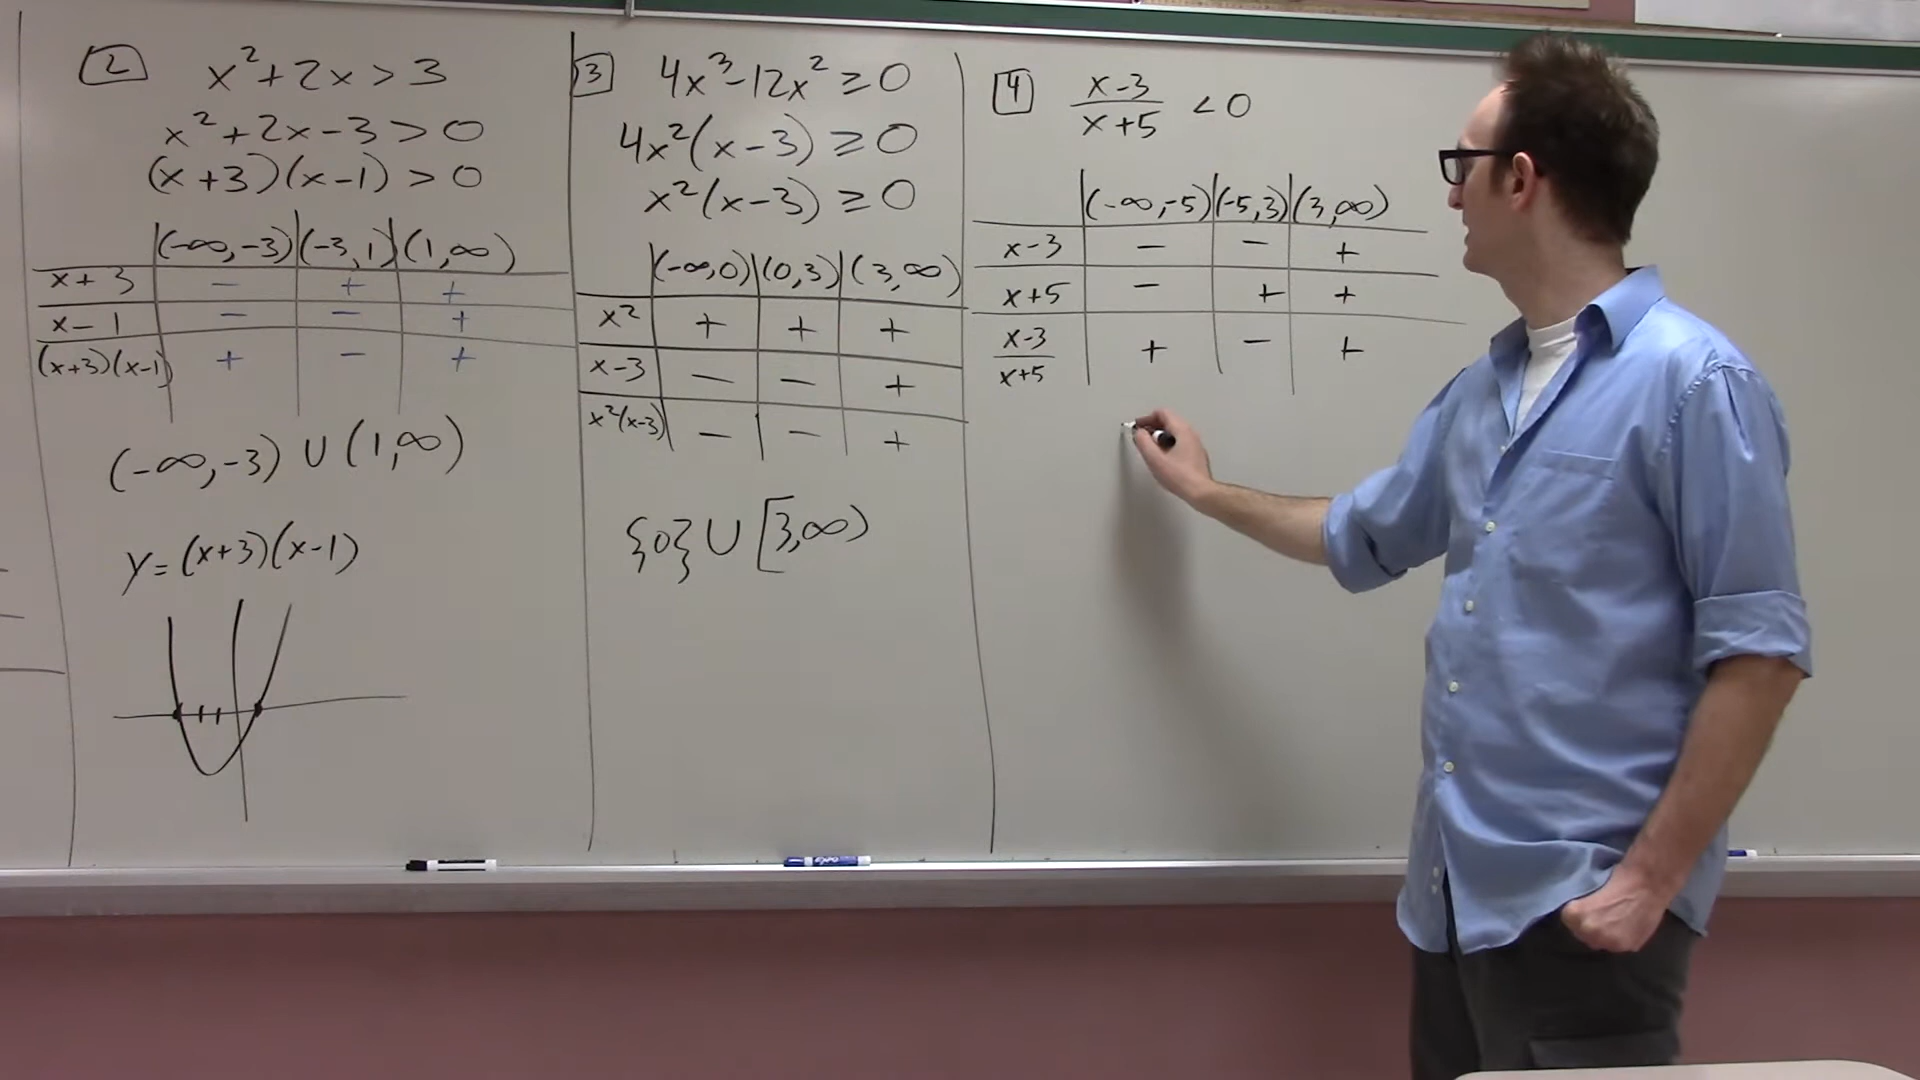 2 x²+2x>3
x²+2x-3>0
(x+3)(x-1)>0
(-∞,-3) (-3,1) (1,∞)
x+3 - + +
x-1 - - +
(x+3)(x-1) + - +
(-∞,-3) ∪ (1,∞)
y=(x+3)(x-1)
3 4x³-12x²≥0
4x²(x-3)≥0
x²(x-3)≥0
(-∞,0) (0,3) (3,∞)
x² + + +
x-3 - - +
x²(x-3) - - +
{0}∪[3,∞)
4 x-3
x+5 <0
(-∞,-5) (-5,3) (3,∞)
x-3 - - +
x+5 - + +
x-3
x+5 + - +
EXPO